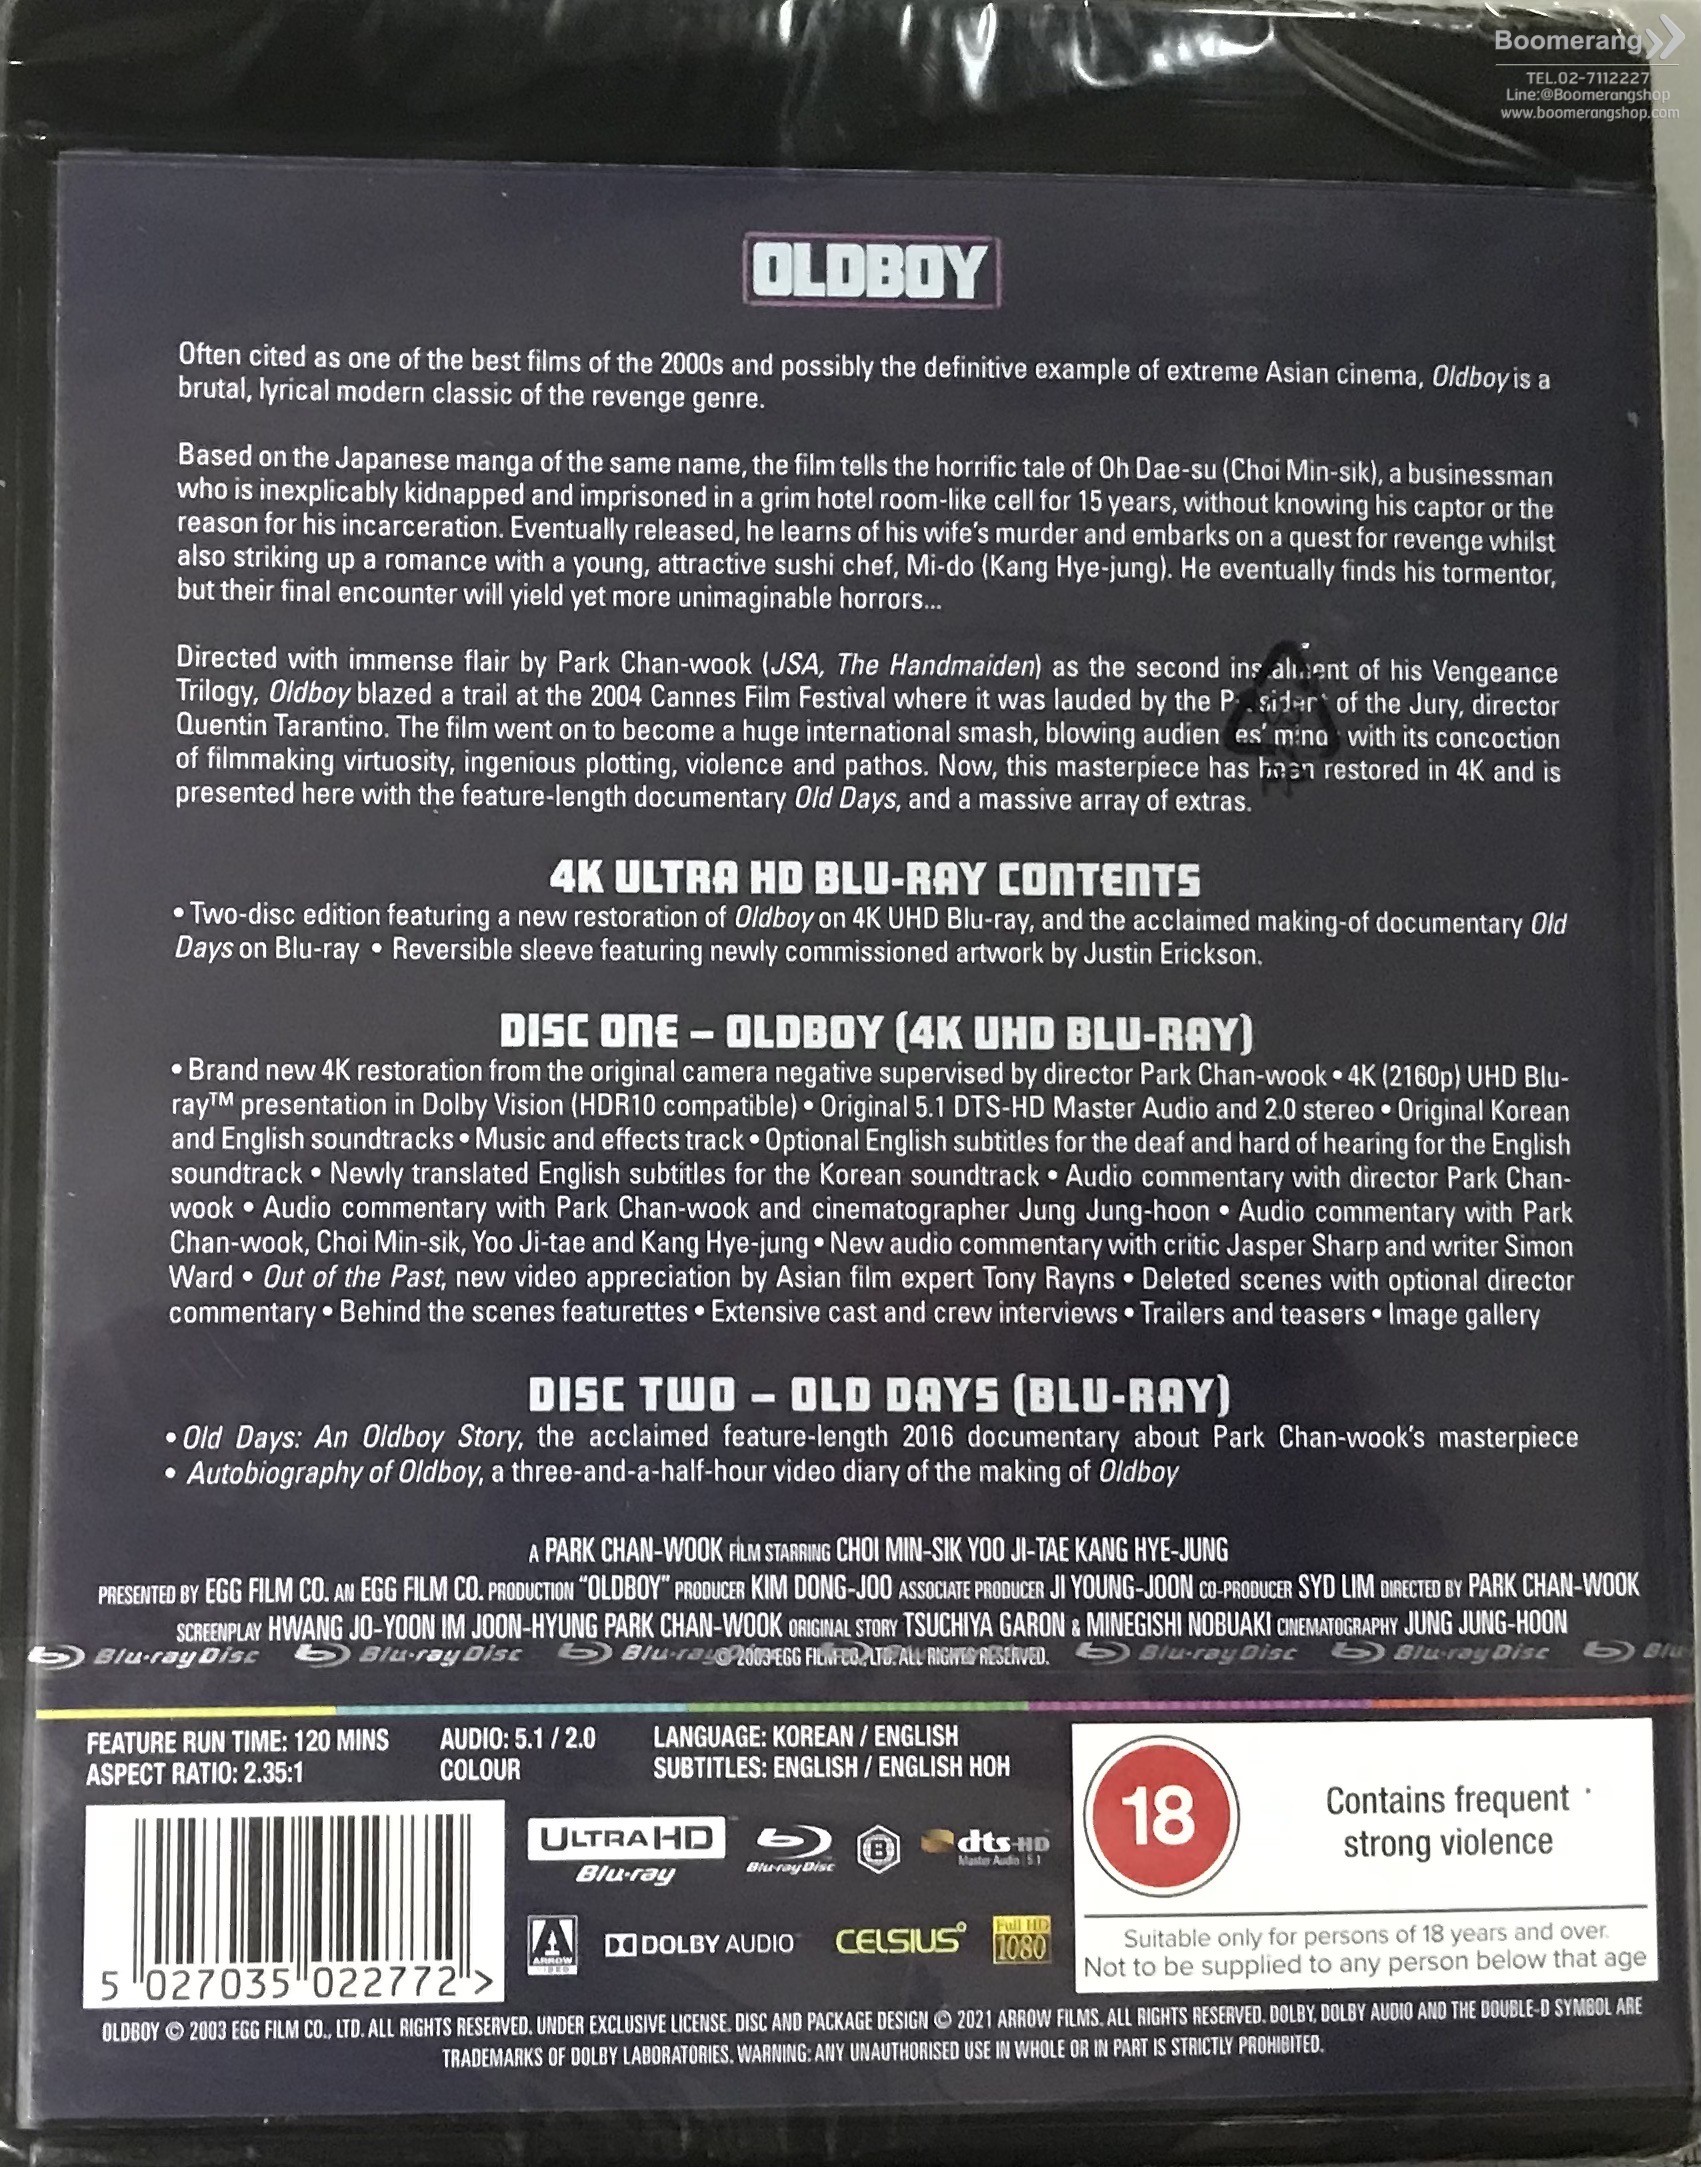 Boomerang
TEL.02-7112227
Line:@Boomerangshop
www.boomerangshop.com
OLDBOY
Often cited as one of the best films of the 2000s and possibly the definitive example of extreme Asian cinema, Oldboy is a
brutal, lyrical modern classic of the revenge genre.
Based on the Japanese manga of the same name, the film tells the horrific tale of Oh Dae-su (Choi Min-sik), a businessman
who is inexplicably kidnapped and imprisoned in a grim hotel room-like cell for 15 years, without knowing his captor or the
reason for his incarceration. Eventually released, he learns of his wife's murder and embarks on a quest for revenge whilst
also striking up a romance with a young, attractive sushi chef, Mi-do (Kang Hye-jung). He eventually finds his tormentor,
but their final encounter will yield yet more unimaginable horrors...
Directed with immense flair by Park Chan-wook (JSA, The Handmaiden) as the second instalment of his Vengeance
Trilogy, Oldboy blazed a trail at the 2004 Cannes Film Festival where it was lauded by the President of the Jury, director
Quentin Tarantino. The film went on to become a huge international smash, blowing audiences' minds with its concoction
of filmmaking virtuosity, ingenious plotting, violence and pathos. Now, this masterpiece has been restored in 4K and is
presented here with the feature-length documentary Old Days, and a massive array of extras.
4K ULTRA HD BLU-RAY CONTENTS
• Two-disc edition featuring a new restoration of Oldboy on 4K UHD Blu-ray, and the acclaimed making-of documentary Old
Days on Blu-ray • Reversible sleeve featuring newly commissioned artwork by Justin Erickson.
DISC ONE – OLDBOY (4K UHD BLU-RAY)
• Brand new 4K restoration from the original camera negative supervised by director Park Chan-wook • 4K (2160p) UHD Blu-
ray™ presentation in Dolby Vision (HDR10 compatible) • Original 5.1 DTS-HD Master Audio and 2.0 stereo • Original Korean
and English soundtracks • Music and effects track • Optional English subtitles for the deaf and hard of hearing for the English
soundtrack • Newly translated English subtitles for the Korean soundtrack • Audio commentary with director Park Chan-
wook • Audio commentary with Park Chan-wook and cinematographer Jung Jung-hoon • Audio commentary with Park
Chan-wook, Choi Min-sik, Yoo Ji-tae and Kang Hye-jung • New audio commentary with critic Jasper Sharp and writer Simon
Ward • Out of the Past, new video appreciation by Asian film expert Tony Rayns • Deleted scenes with optional director
commentary • Behind the scenes featurettes • Extensive cast and crew interviews • Trailers and teasers • Image gallery
DISC TWO – OLD DAYS (BLU-RAY)
• Old Days: An Oldboy Story, the acclaimed feature-length 2016 documentary about Park Chan-wook's masterpiece
• Autobiography of Oldboy, a three-and-a-half-hour video diary of the making of Oldboy
A PARK CHAN-WOOK FILM STARRING CHOI MIN-SIK YOO JI-TAE KANG HYE-JUNG
PRESENTED BY EGG FILM CO. AN EGG FILM CO. PRODUCTION "OLDBOY" PRODUCER KIM DONG-JOO ASSOCIATE PRODUCER JI YOUNG-JOON CO-PRODUCER SYD LIM DIRECTED BY PARK CHAN-WOOK
SCREENPLAY HWANG JO-YOON IM JOON-HYUNG PARK CHAN-WOOK ORIGINAL STORY TSUCHIYA GARON & MINEGISHI NOBUAKI CINEMATOGRAPHY JUNG JUNG-HOON
Blu-ray Disc Blu-ray Disc Blu-ray © 2003 EGG FILM CO., LTD. ALL RIGHTS RESERVED. Blu-ray Disc Blu-ray Disc Blu
FEATURE RUN TIME: 120 MINS AUDIO: 5.1 / 2.0 LANGUAGE: KOREAN / ENGLISH
ASPECT RATIO: 2.35:1 COLOUR SUBTITLES: ENGLISH / ENGLISH HOH
18
Contains frequent
strong violence
Suitable only for persons of 18 years and over.
Not to be supplied to any person below that age
ULTRA HD
Blu-ray
Blu-ray Disc
B
dts-HD
Master Audio 5.1
ARROW
DOLBY AUDIO
CELSIUS°
Full HD
1080
5 027035 022772 >
OLDBOY © 2003 EGG FILM CO., LTD. ALL RIGHTS RESERVED. UNDER EXCLUSIVE LICENSE. DISC AND PACKAGE DESIGN © 2021 ARROW FILMS. ALL RIGHTS RESERVED. DOLBY, DOLBY AUDIO AND THE DOUBLE-D SYMBOL ARE
TRADEMARKS OF DOLBY LABORATORIES. WARNING: ANY UNAUTHORISED USE IN WHOLE OR IN PART IS STRICTLY PROHIBITED.